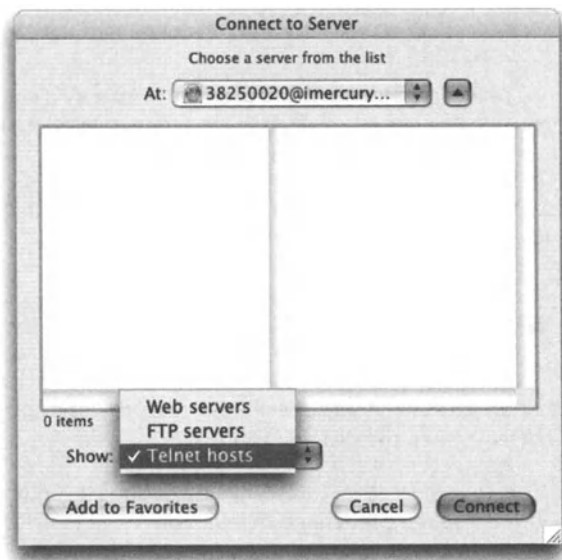 Connect to Server
Choose a server from the list
At: 38250020@imercury...
0 items
Web servers
FTP servers
Show: ✓ Telnet hosts
Add to Favorites
Cancel
Connect